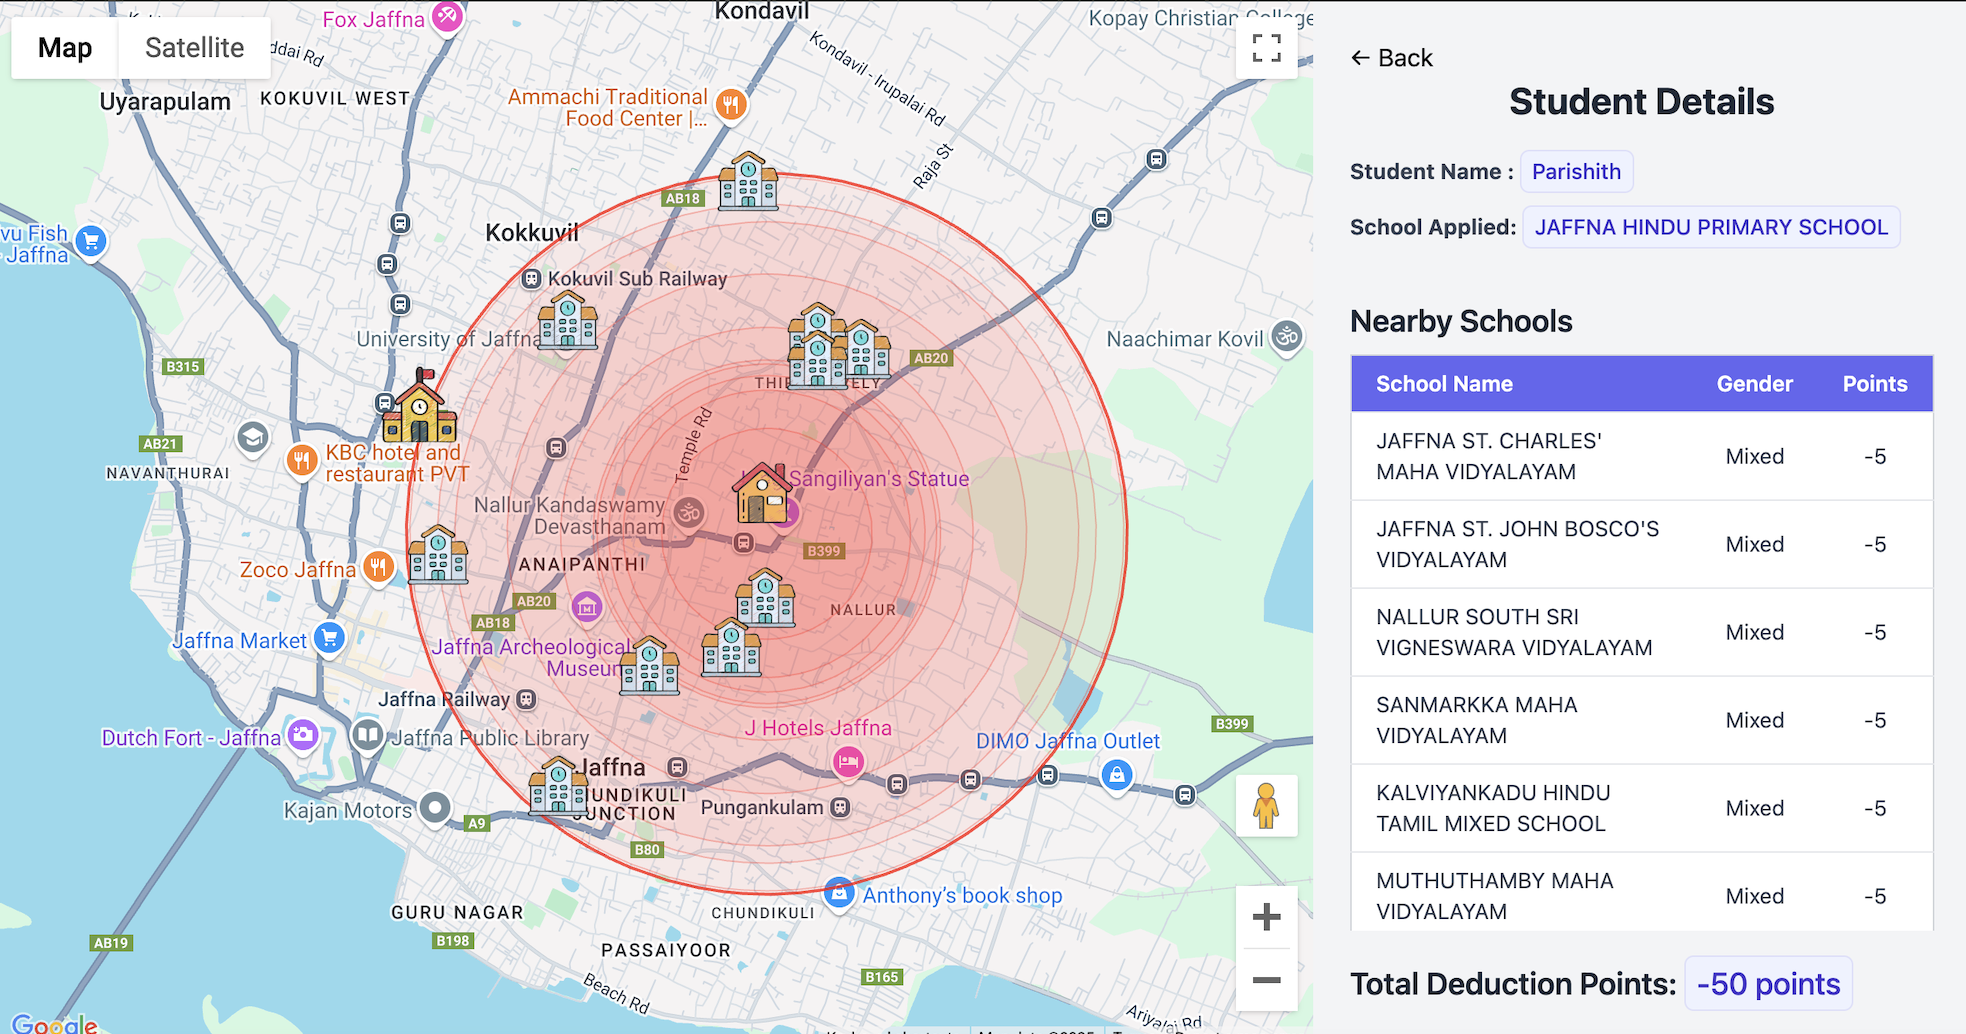 Map
Satellite
Fox Jaffna
Kondavil
Kopay Christian College
ddai Rd
Kondavil - Irupalai Rd
Uyarapulam
KOKUVIL WEST
Ammachi Traditional
Food Center |...
Raja St
AB18
vu Fish
Jaffna
Kokkuvil
Kokuvil Sub Railway
University of Jaffna
Naachimar Kovil
B315
AB20
Temple Rd
AB21
NAVANTHURAI
KBC hotel and
restaurant PVT
Sangiliyan's Statue
Nallur Kandaswamy
Devasthanam
B399
ANAIPANTHI
Zoco Jaffna
AB20
AB18
NALLUR
Jaffna Market
Jaffna Archeological
Museum
Jaffna Railway
Dutch Fort - Jaffna
Jaffna Public Library
J Hotels Jaffna
B399
DIMO Jaffna Outlet
Jaffna
JUNCTION
Pungankulam
Kajan Motors
A9
B80
Anthony's book shop
GURU NAGAR
CHUNDIKULI
AB19
B198
PASSAIYOOR
B165
Beach Rd
Ariyalai Rd
Google
← Back
Student Details
Student Name : Parishith
School Applied: JAFFNA HINDU PRIMARY SCHOOL
Nearby Schools
School Name Gender Points
JAFFNA ST. CHARLES'
MAHA VIDYALAYAM Mixed -5
JAFFNA ST. JOHN BOSCO'S
VIDYALAYAM Mixed -5
NALLUR SOUTH SRI
VIGNESWARA VIDYALAYAM Mixed -5
SANMARKKA MAHA
VIDYALAYAM Mixed -5
KALVIYANKADU HINDU
TAMIL MIXED SCHOOL Mixed -5
MUTHUTHAMBY MAHA
VIDYALAYAM Mixed -5
Total Deduction Points: -50 points